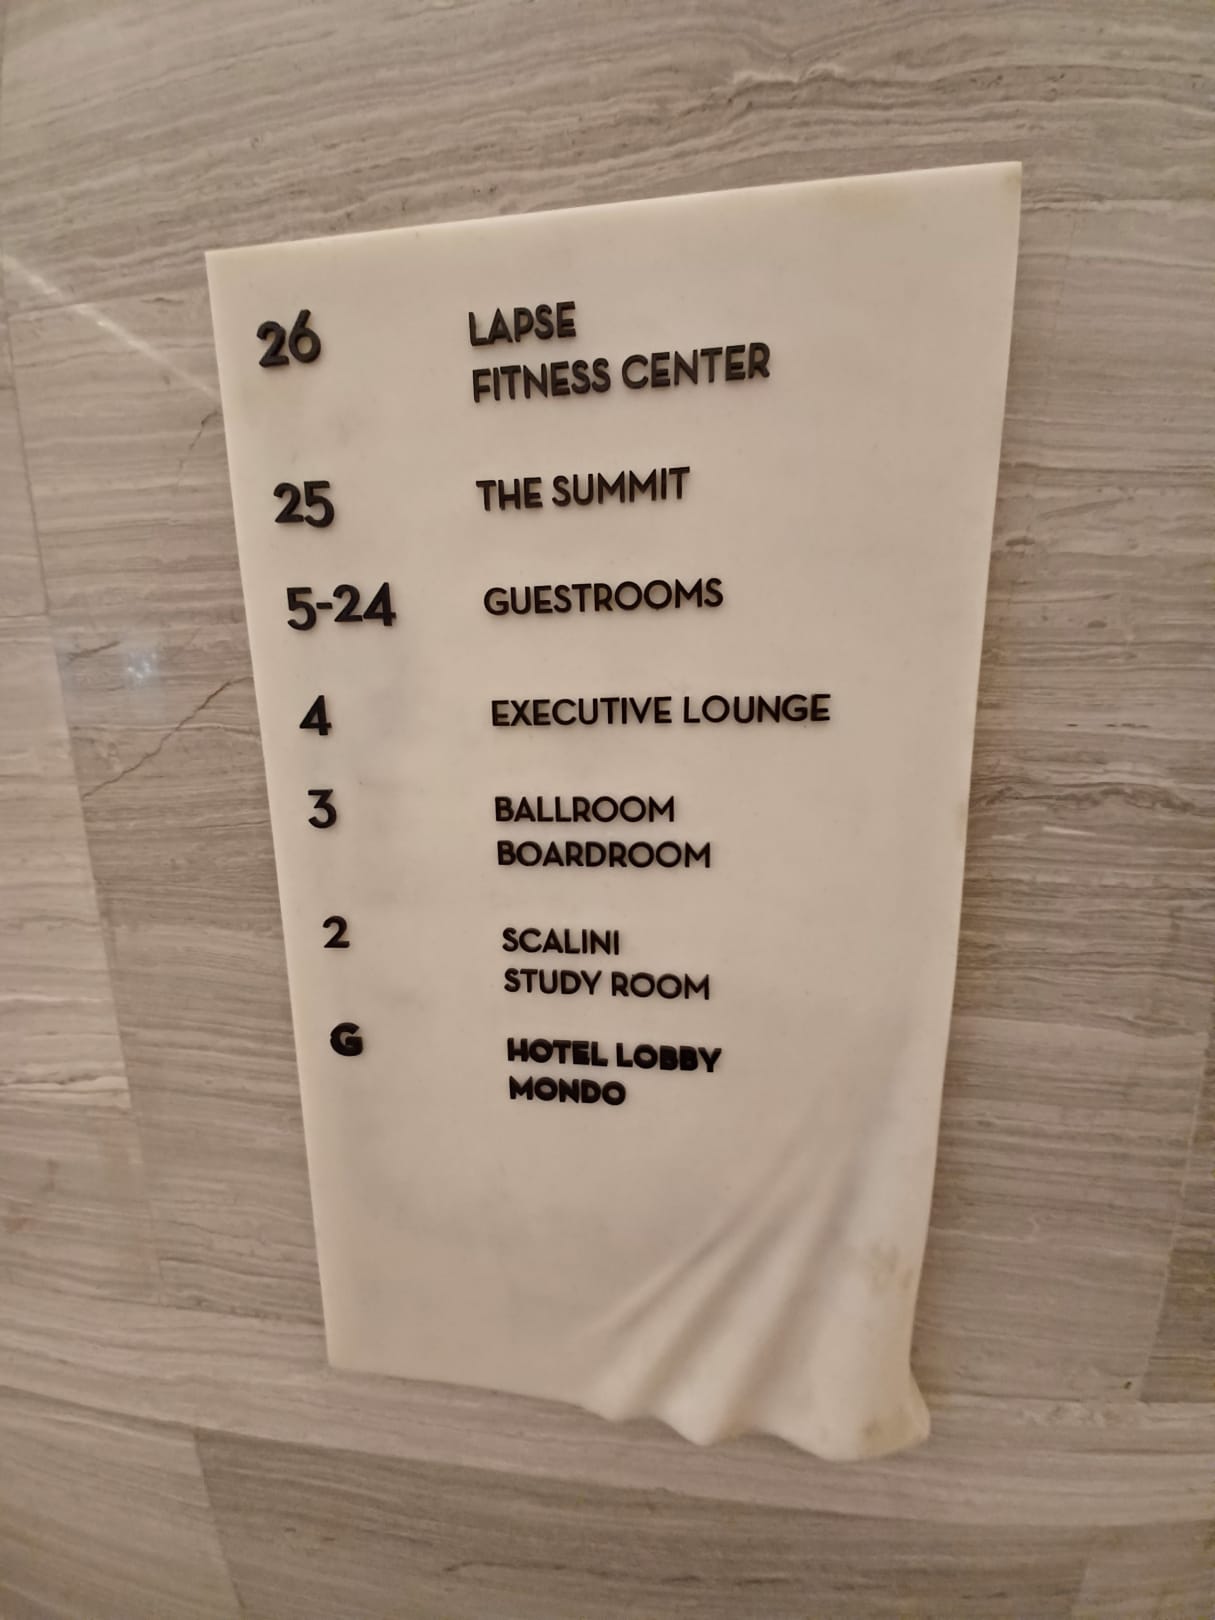 26 LAPSE
FITNESS CENTER
25 THE SUMMIT
5-24 GUESTROOMS
4 EXECUTIVE LOUNGE
3 BALLROOM
BOARDROOM
2 SCALINI
STUDY ROOM
G HOTEL LOBBY
MONDO